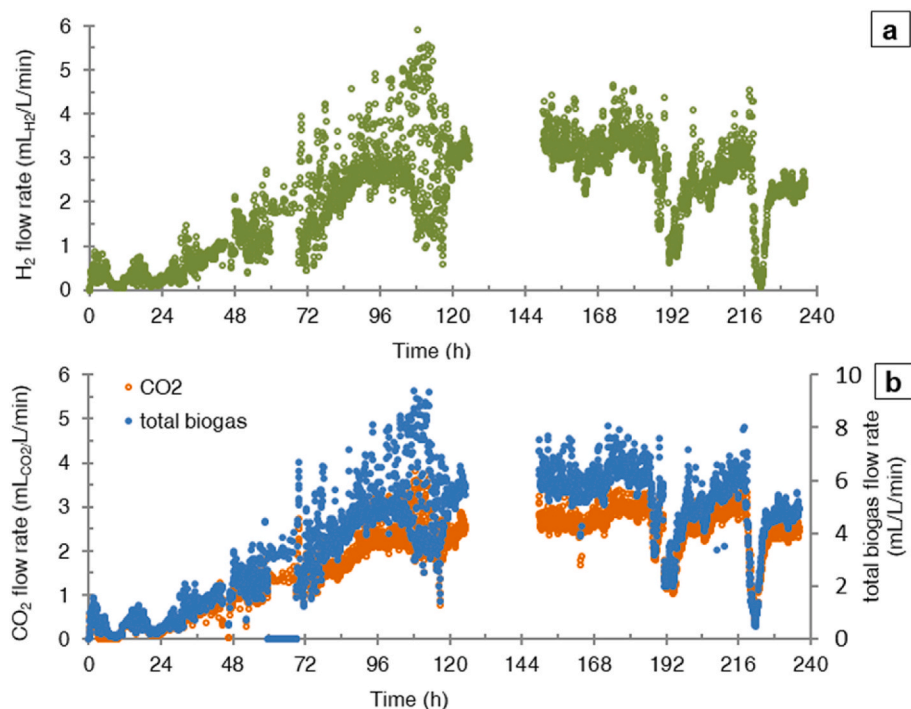 a
6
5
4
3
2
1
0
H2 flow rate (mLH2/L/min)
0 24 48 72 96 120 144 168 192 216 240
Time (h)
b
6
5
4
3
2
1
0
CO2 flow rate (mLCO2/L/min)
CO2
total biogas
10
8
6
4
2
0
total biogas flow rate
(mL/L/min)
0 24 48 72 96 120 144 168 192 216 240
Time (h)